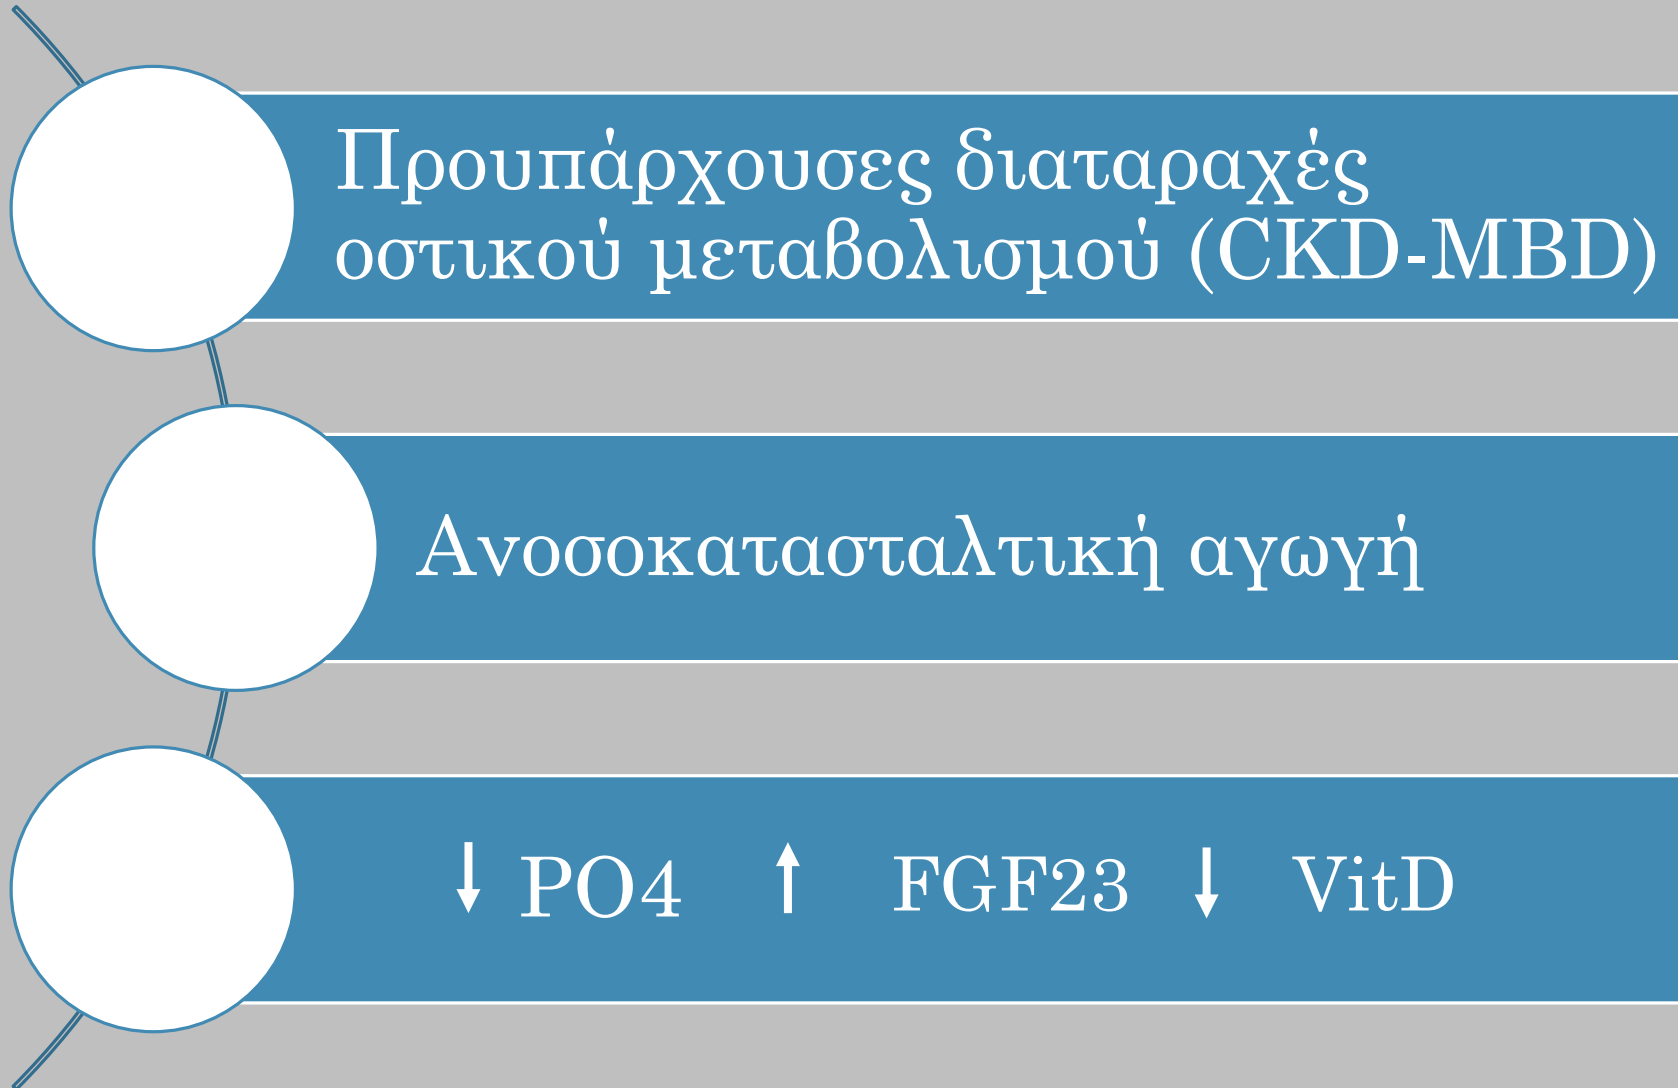 Προυπάρχουσες διαταραχές
οστικού μεταβολισμού (CKD-MBD)
Ανοσοκατασταλτική αγωγή
↓ PO4 ↑ FGF23 ↓ VitD